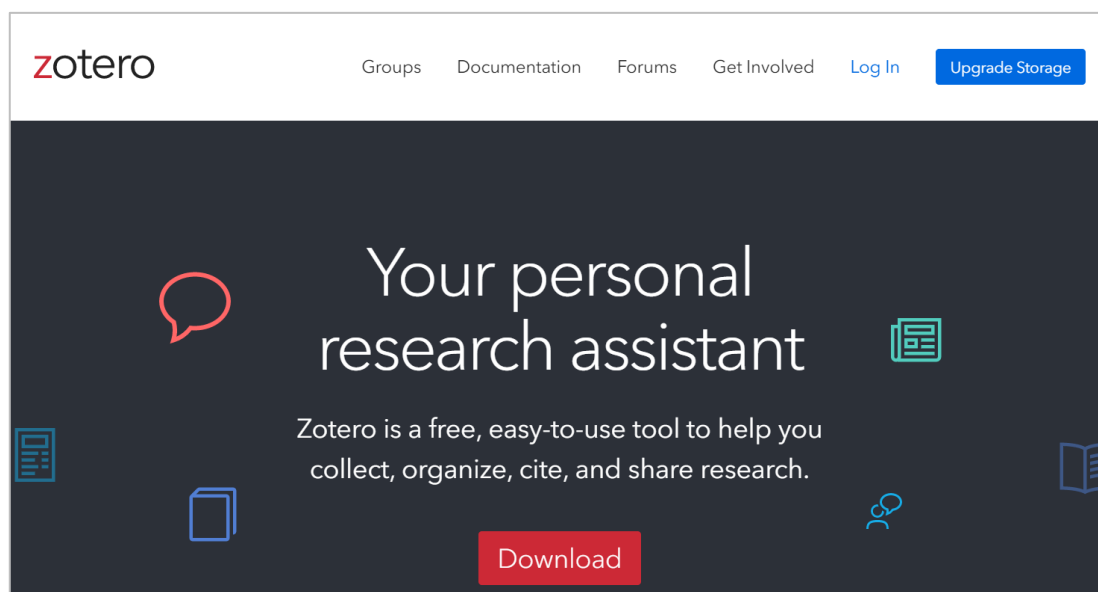 zotero
Groups Documentation Forums Get Involved Log In Upgrade Storage
Your personal
research assistant
Zotero is a free, easy-to-use tool to help you
collect, organize, cite, and share research.
Download